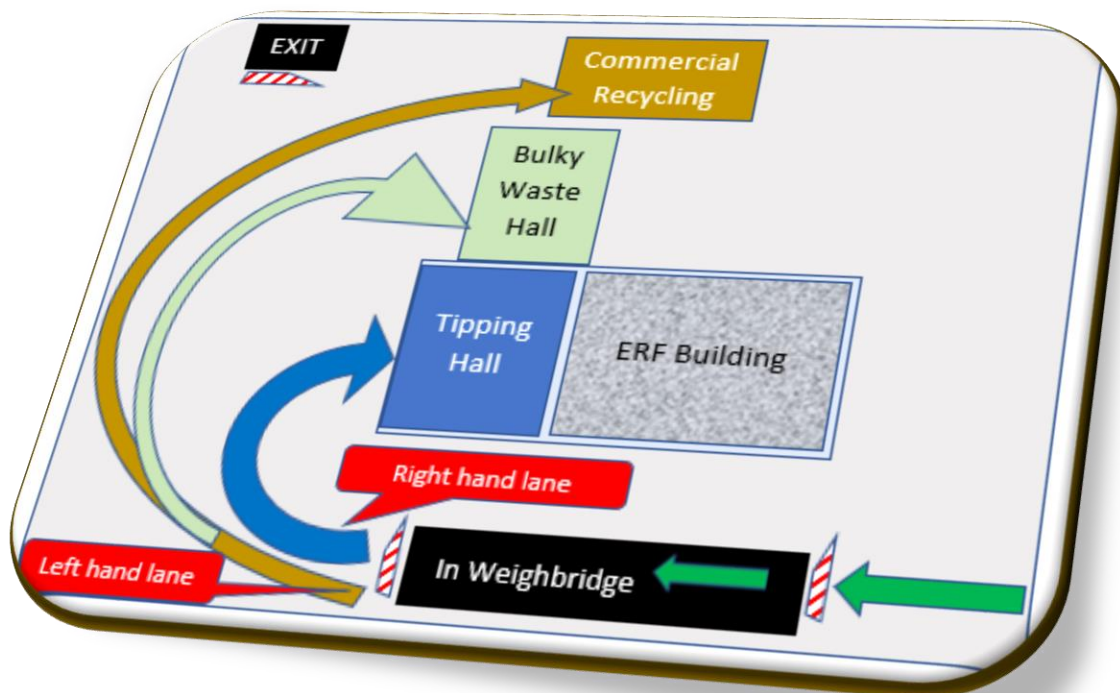 EXIT
Commercial
Recycling
Bulky
Waste
Hall
Tipping
Hall
ERF Building
Right hand lane
Left hand lane
In Weighbridge